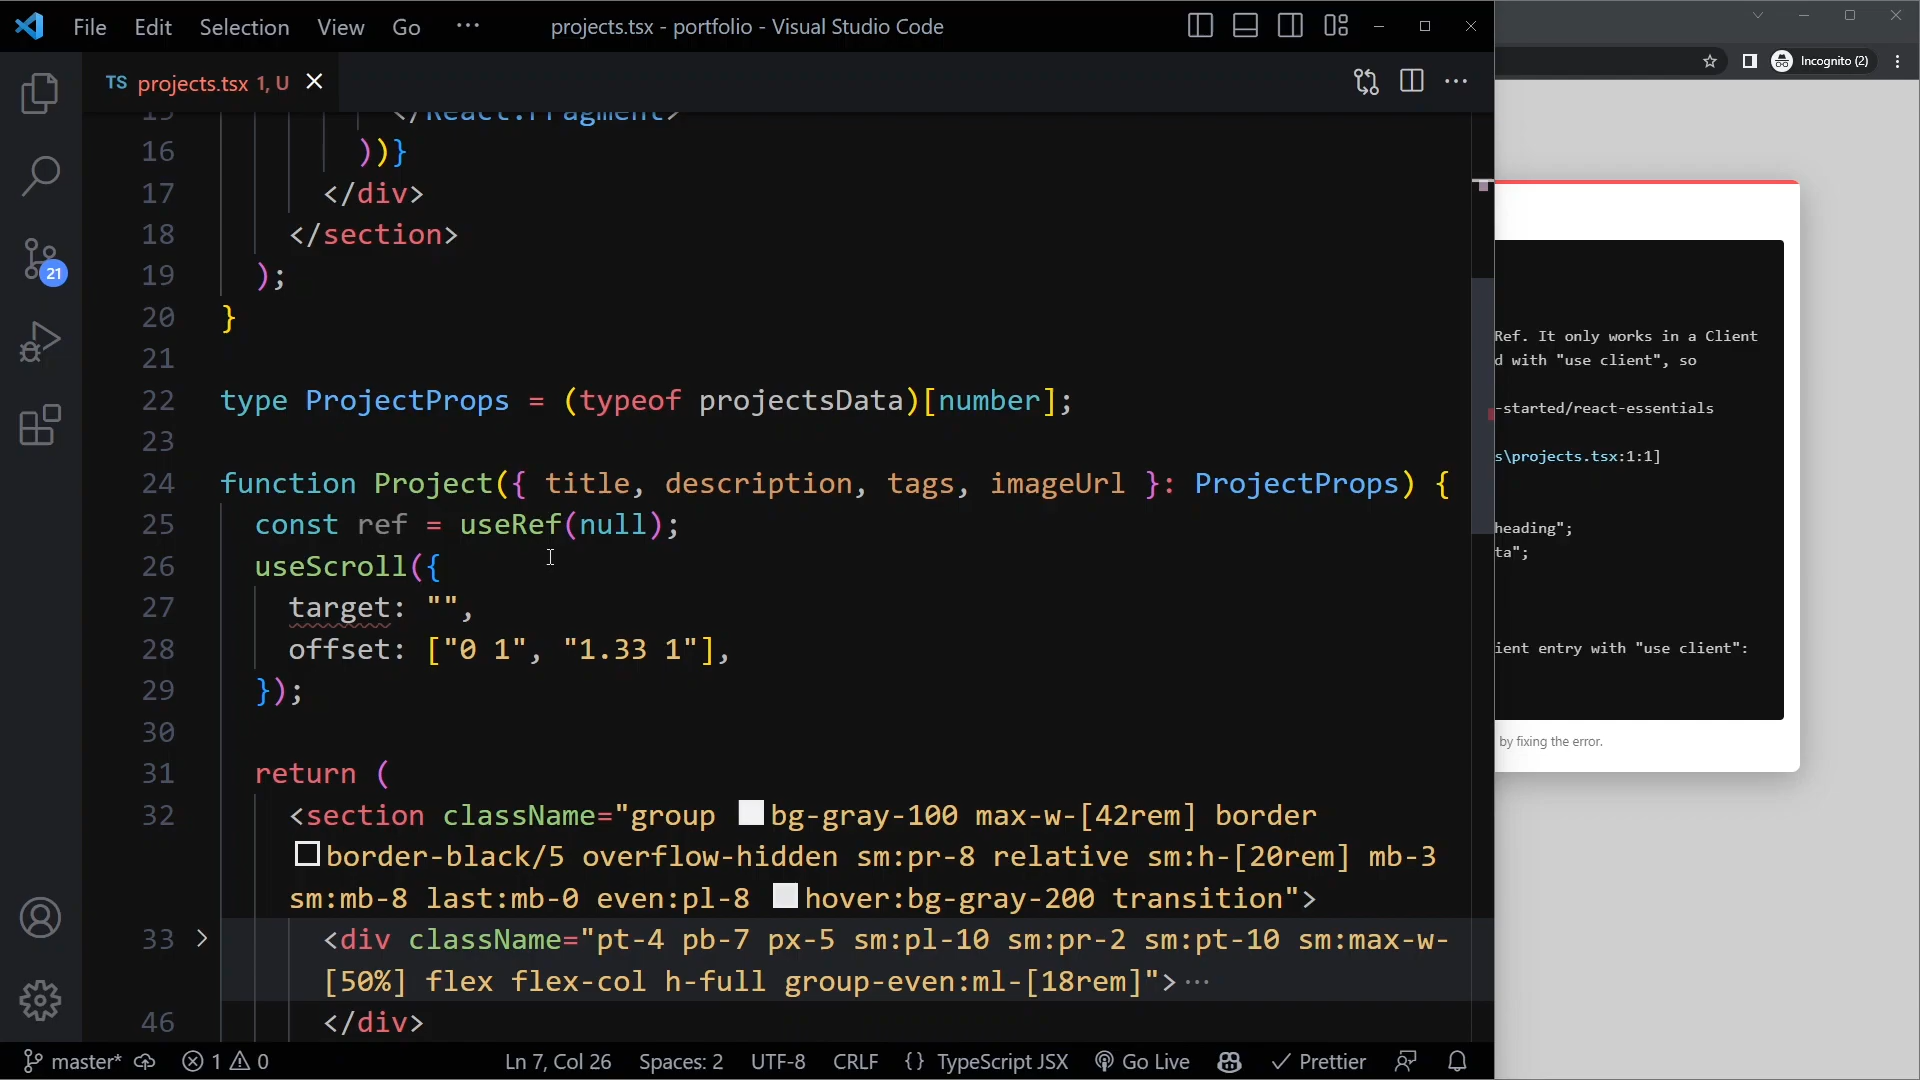 File Edit Selection View Go ··· projects.tsx - portfolio - Visual Studio Code
Incognito (2)
TS projects.tsx 1, U
15 </React.Fragment>
16 ))}
17 </div>
18 </section>
19 );
20 }
21
22 type ProjectProps = (typeof projectsData)[number];
23
24 function Project({ title, description, tags, imageUrl }: ProjectProps) {
25 const ref = useRef(null);
26 useScroll({
27 target: "",
28 offset: ["0 1", "1.33 1"],
29 });
30
31 return (
32 <section className="group bg-gray-100 max-w-[42rem] border
border-black/5 overflow-hidden sm:pr-8 relative sm:h-[20rem] mb-3
sm:mb-8 last:mb-0 even:pl-8 hover:bg-gray-200 transition">
33 <div className="pt-4 pb-7 px-5 sm:pl-10 sm:pr-2 sm:pt-10 sm:max-w-
[50%] flex flex-col h-full group-even:ml-[18rem]">···
46 </div>
21
Ref. It only works in a Client
d with "use client", so
-started/react-essentials
s\projects.tsx:1:1]
heading";
ta";
ient entry with "use client":
by fixing the error.
master* 1 0 Ln 7, Col 26 Spaces: 2 UTF-8 CRLF {} TypeScript JSX Go Live Prettier